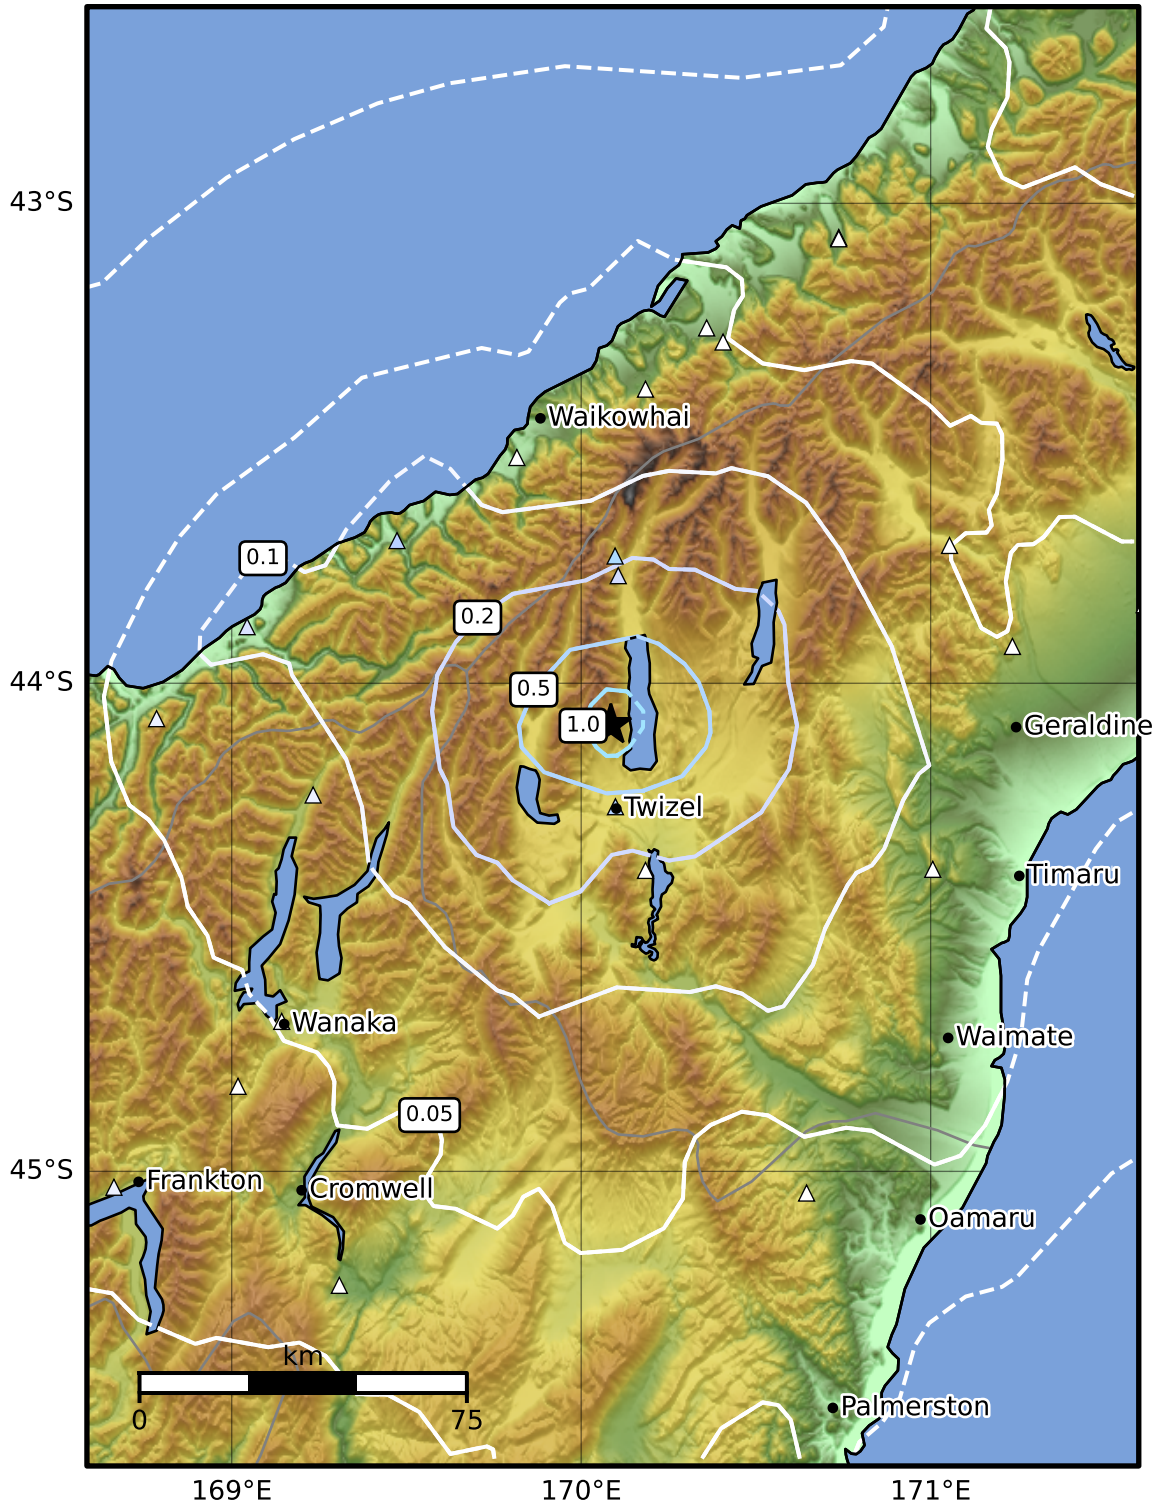 43°S
Waikowhai
0.1
0.2
44°S
0.5
1.0
Geraldine
Twizel
Timaru
Wanaka
Waimate
0.05
45°S
Frankton
Cromwell
Oamaru
km
0
75
Palmerston
169°E
170°E
171°E